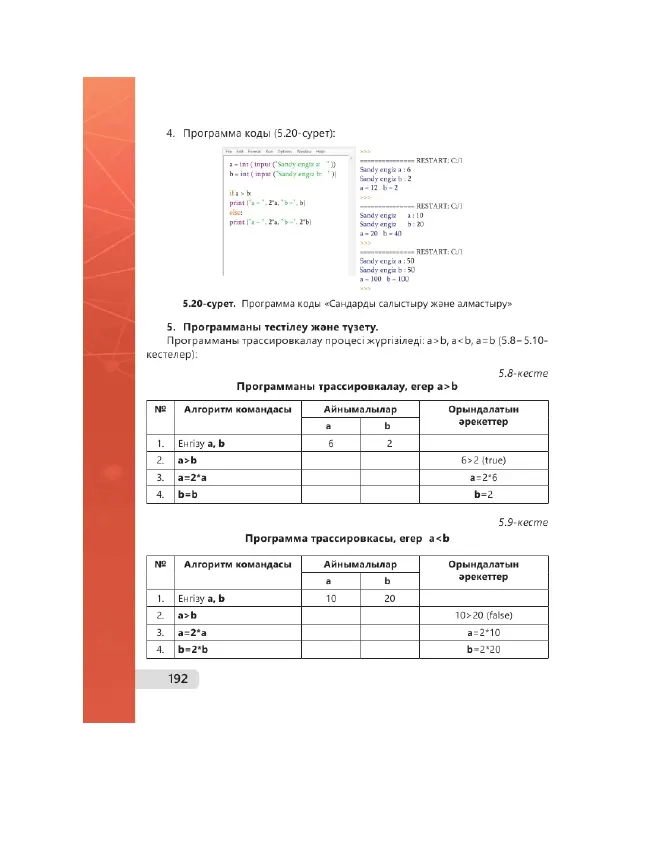 4. Программа коды (5.20-сурет):
File Edit Format Run Options Window Help
a = int ( input ("Sandy engiz a: " ))
b = int ( input ("Sandy engiz b: " ))
if a > b:
print ("a = ", 2*a, "b =", b)
else:
print ("a = ", 2*a, "b =", 2*b)
>>>
=============== RESTART: C:/I
Sandy engiz a : 6
Sandy engiz b : 2
a = 12 b = 2
>>>
=============== RESTART: C:/I
Sandy engiz a : 10
Sandy engiz b : 20
a = 20 b = 40
>>>
=============== RESTART: C:/I
Sandy engiz a : 50
Sandy engiz b : 50
a = 100 b = 100
>>>
5.20-сурет. Программа коды «Сандарды салыстыру және алмастыру»
5. Программаны тестілеу және түзету.
Программаны трассировкалау процесі жүргізіледі: a>b, a<b, a=b (5.8–5.10-
кестелер):
5.8-кесте
Программаны трассировкалау, егер a>b
№ Алгоритм командасы Айнымалылар Орындалатын
әрекеттер
a b
1. Енгізу a, b 6 2
2. a>b 6>2 (true)
3. a=2*a a=2*6
4. b=b b=2
5.9-кесте
Программа трассировкасы, егер a<b
№ Алгоритм командасы Айнымалылар Орындалатын
әрекеттер
a b
1. Енгізу a, b 10 20
2. a>b 10>20 (false)
3. a=2*a a=2*10
4. b=2*b b=2*20
192